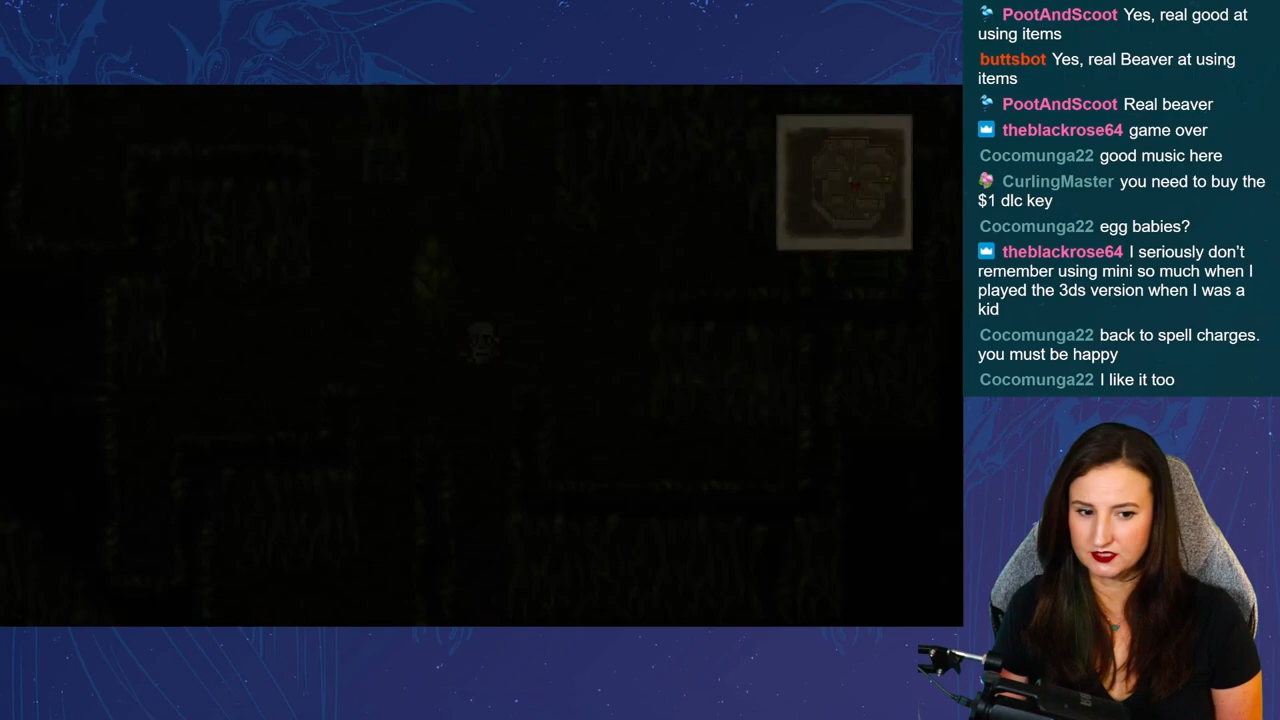 PootAndScoot Yes, real good at
using items
buttsbot Yes, real Beaver at using
items
PootAndScoot Real beaver
theblackrose64 game over
Cocomunga22 good music here
CurlingMaster you need to buy the
$1 dlc key
Cocomunga22 egg babies?
theblackrose64 I seriously don't
remember using mini so much when I
played the 3ds version when I was a
kid
Cocomunga22 back to spell charges.
you must be happy
Cocomunga22 I like it too